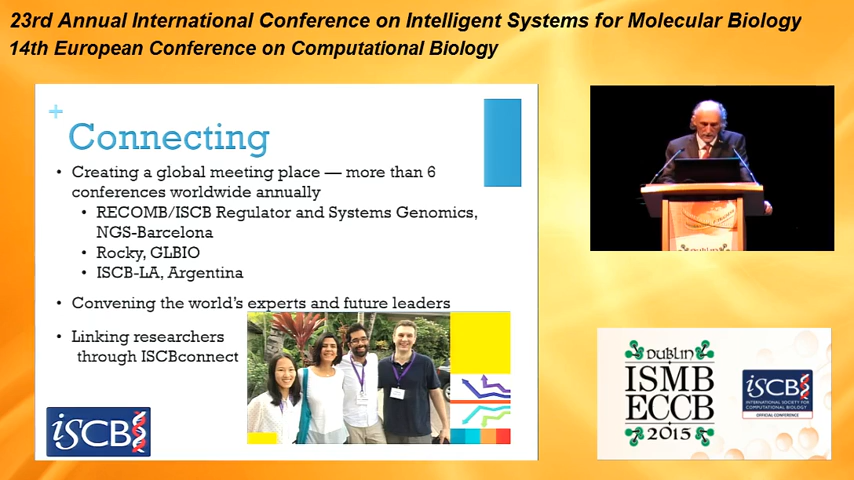 23rd Annual International Conference on Intelligent Systems for Molecular Biology
14th European Conference on Computational Biology
+
Connecting
• Creating a global meeting place — more than 6
conferences worldwide annually
• RECOMB/ISCB Regulator and Systems Genomics,
NGS-Barcelona
• Rocky, GLBIO
• ISCB-LA, Argentina
• Convening the world's experts and future leaders
• Linking researchers
through ISCBconnect
iSCB
DUBLIN
DUBLIN
ISMB
ECCB
2015
iSCB
INTERNATIONAL SOCIETY FOR
COMPUTATIONAL BIOLOGY
OFFICIAL CONFERENCE